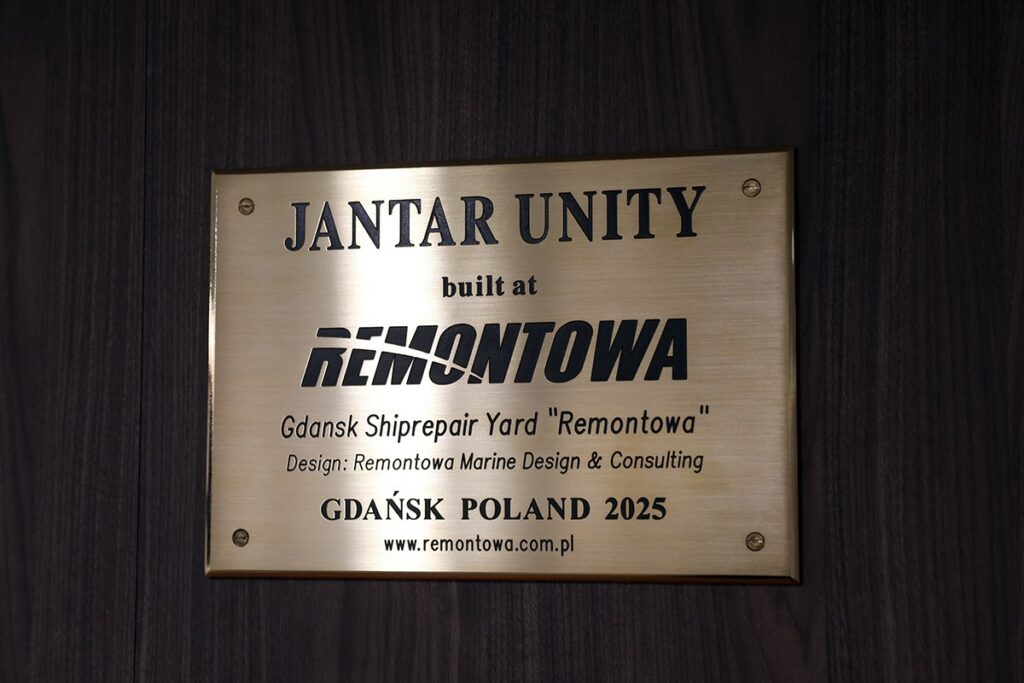 JANTAR UNITY
built at
REMONTOWA
Gdansk Shiprepair Yard "Remontowa"
Design: Remontowa Marine Design & Consulting
GDAŃSK POLAND 2025
www.remontowa.com.pl